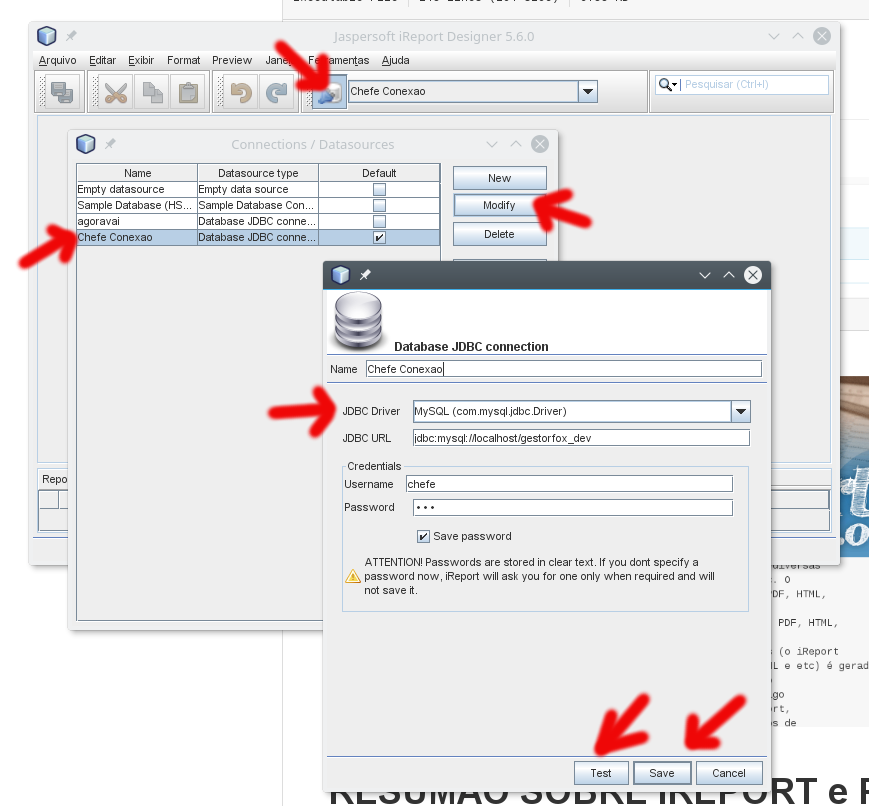 Jaspersoft iReport Designer 5.6.0
Arquivo Editar Exibir Format Preview Ferramentas Ajuda
Chefe Conexao
Pesquisar (Ctrl+I)
Connections / Datasources
Name Datasource type Default
Empty datasource Empty data source
Sample Database (HS... Sample Database Con...
agoravai Database JDBC conne...
Chefe Conexao Database JDBC conne...
New
Modify
Delete
Database JDBC connection
Name Chefe Conexao
JDBC Driver MySQL (com.mysql.jdbc.Driver)
JDBC URL jdbc:mysql://localhost/gestorfox_dev
Credentials
Username chefe
Password •••
Save password
ATTENTION! Passwords are stored in clear text. If you dont specify a
password now, iReport will ask you for one only when required and will
not save it.
Test Save Cancel
Repo
diversas
. O
PDF, HTML,
PDF, HTML,
s (o iReport
ML e etc) é gerad
go
rt,
s de
RESUMÃO SOBRE IREPORT e